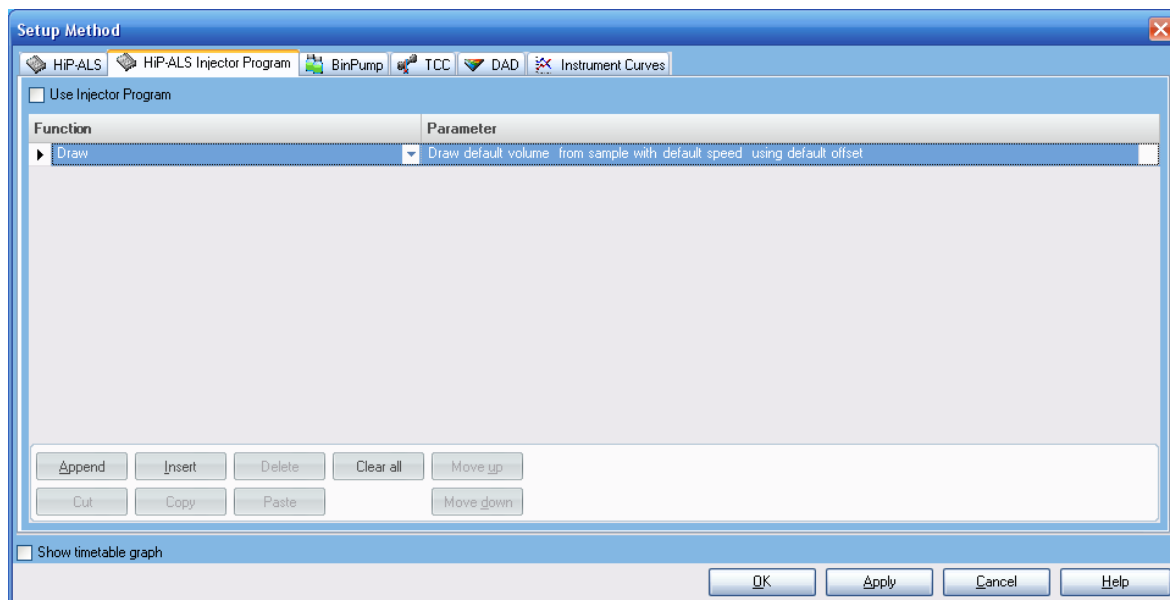 Setup Method
HiP-ALS HiP-ALS Injector Program BinPump TCC DAD Instrument Curves
Use Injector Program
Function Parameter
Draw Draw default volume from sample with default speed using default offset
Append Insert Delete Clear all Move up
Cut Copy Paste Move down
Show timetable graph
OK Apply Cancel Help